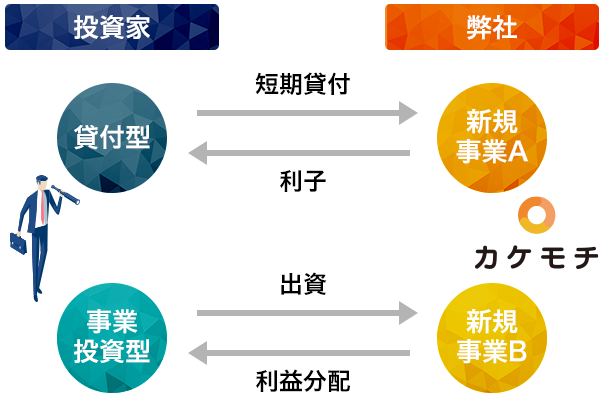 投資家
弊社
短期貸付
貸付型
新規
事業A
利子
カケモチ
出資
事業
投資型
新規
事業B
利益分配